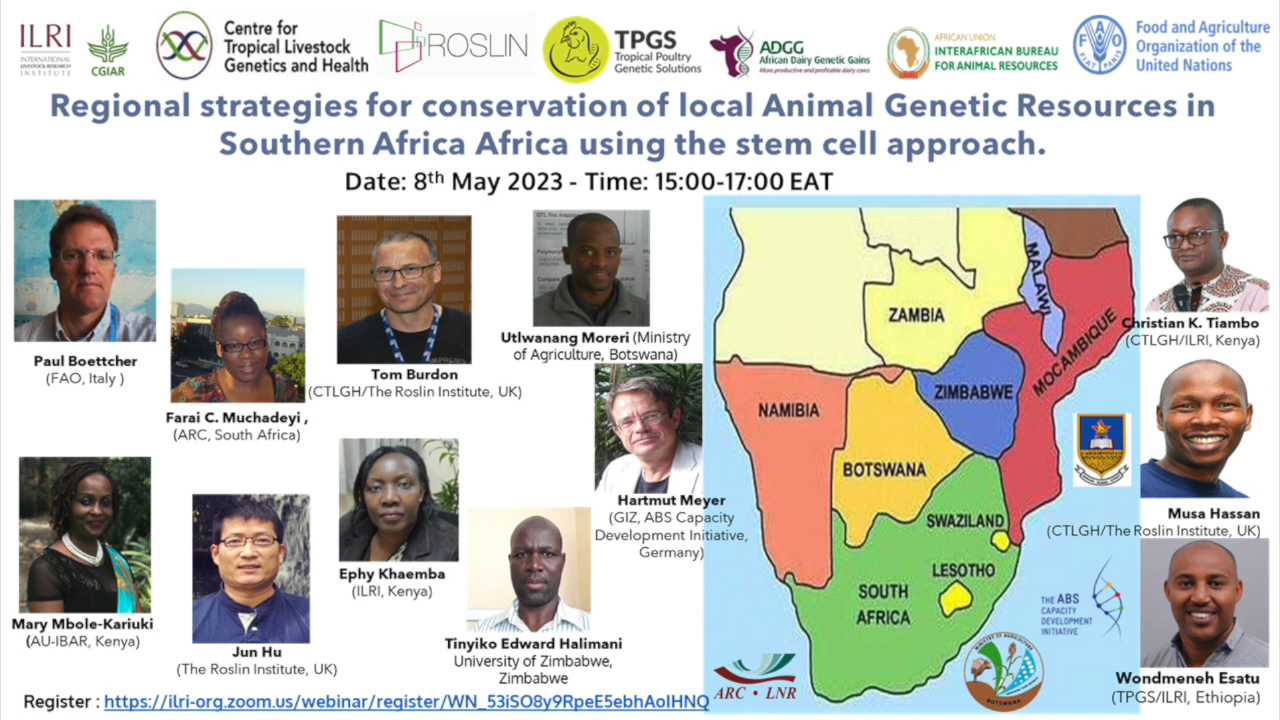 ILRI
INTERNATIONAL
LIVESTOCK RESEARCH
INSTITUTE
CGIAR
Centre for
Tropical Livestock
Genetics and Health
ROSLIN
TPGS
Tropical Poultry
Genetic Solutions
ADGG
African Dairy Genetic Gains
More productive and profitable dairy cows
AFRICAN UNION
INTERAFRICAN BUREAU
FOR ANIMAL RESOURCES
FAO
FIAT PANIS
Food and Agriculture
Organization of the
United Nations
Regional strategies for conservation of local Animal Genetic Resources in
Southern Africa Africa using the stem cell approach.
Date: 8th May 2023 - Time: 15:00-17:00 EAT
Paul Boettcher
(FAO, Italy )
Farai C. Muchadeyi ,
(ARC, South Africa)
Tom Burdon
(CTLGH/The Roslin Institute, UK)
Utlwanang Moreri (Ministry
of Agriculture, Botswana)
Hartmut Meyer
(GIZ, ABS Capacity
Development Initiative,
Germany)
Mary Mbole-Kariuki
(AU-IBAR, Kenya)
Jun Hu
(The Roslin Institute, UK)
Ephy Khaemba
(ILRI, Kenya)
Tinyiko Edward Halimani
University of Zimbabwe,
Zimbabwe
ZAMBIA
MALAWI
MOCAMBIQUE
ZIMBABWE
NAMIBIA
BOTSWANA
SWAZILAND
LESOTHO
SOUTH
AFRICA
Christian K. Tiambo
(CTLGH/ILRI, Kenya)
Musa Hassan
(CTLGH/The Roslin Institute, UK)
THE ABS
CAPACITY
DEVELOPMENT
INITIATIVE
Wondmeneh Esatu
(TPGS/ILRI, Ethiopia)
ARC • LNR
MINISTRY OF AGRICULTURE
BOTSWANA
Register : https://ilri-org.zoom.us/webinar/register/WN_53iSO8y9RpeE5ebhAoIHNQ